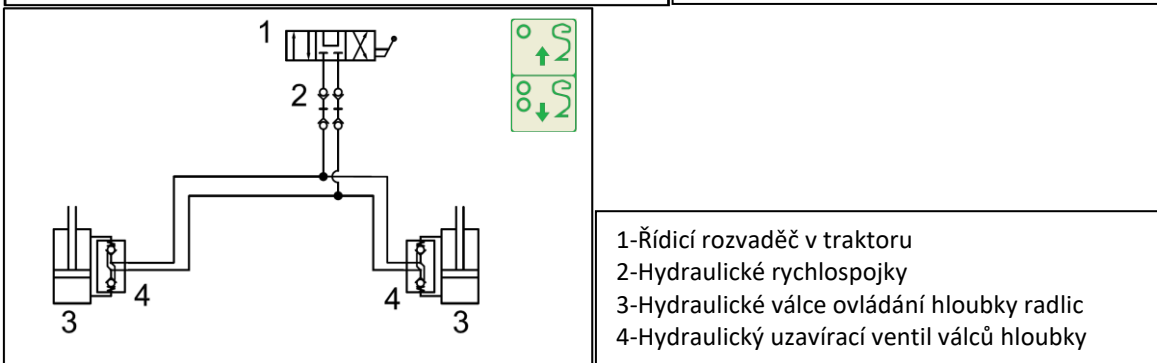 1
2
4
4
3
3
1-Řídicí rozvaděč v traktoru
2-Hydraulické rychlospojky
3-Hydraulické válce ovládání hloubky radlic
4-Hydraulický uzavírací ventil válců hloubky